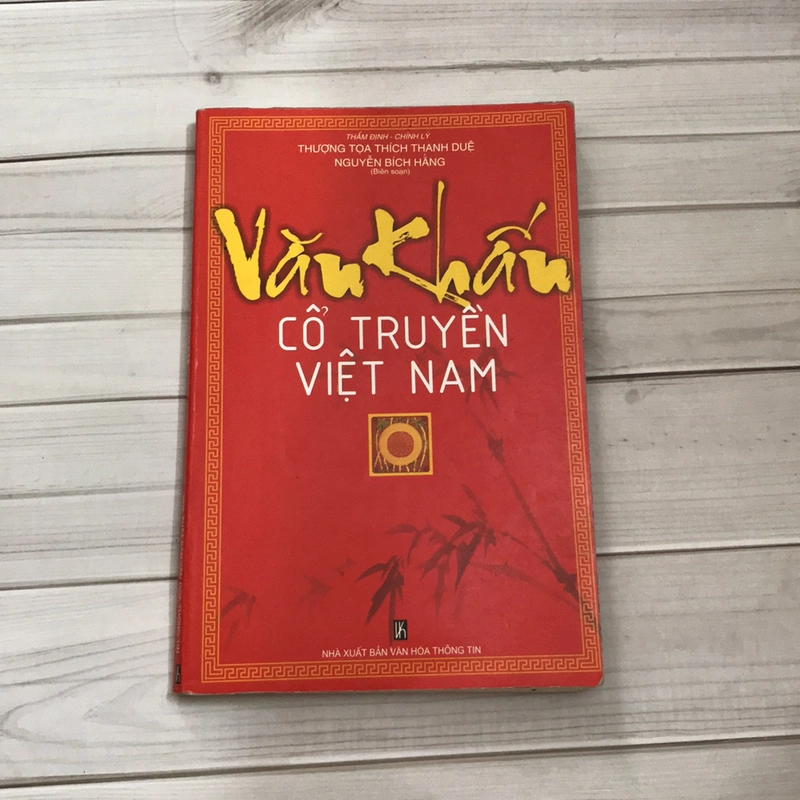 THẨM ĐỊNH - CHỈNH LÝ
THƯỢNG TỌA THÍCH THANH DUỆ
NGUYỄN BÍCH HẰNG
(Biên soạn)
Văn Khấn
CỔ TRUYỀN
VIỆT NAM
NHÀ XUẤT BẢN VĂN HÓA THÔNG TIN